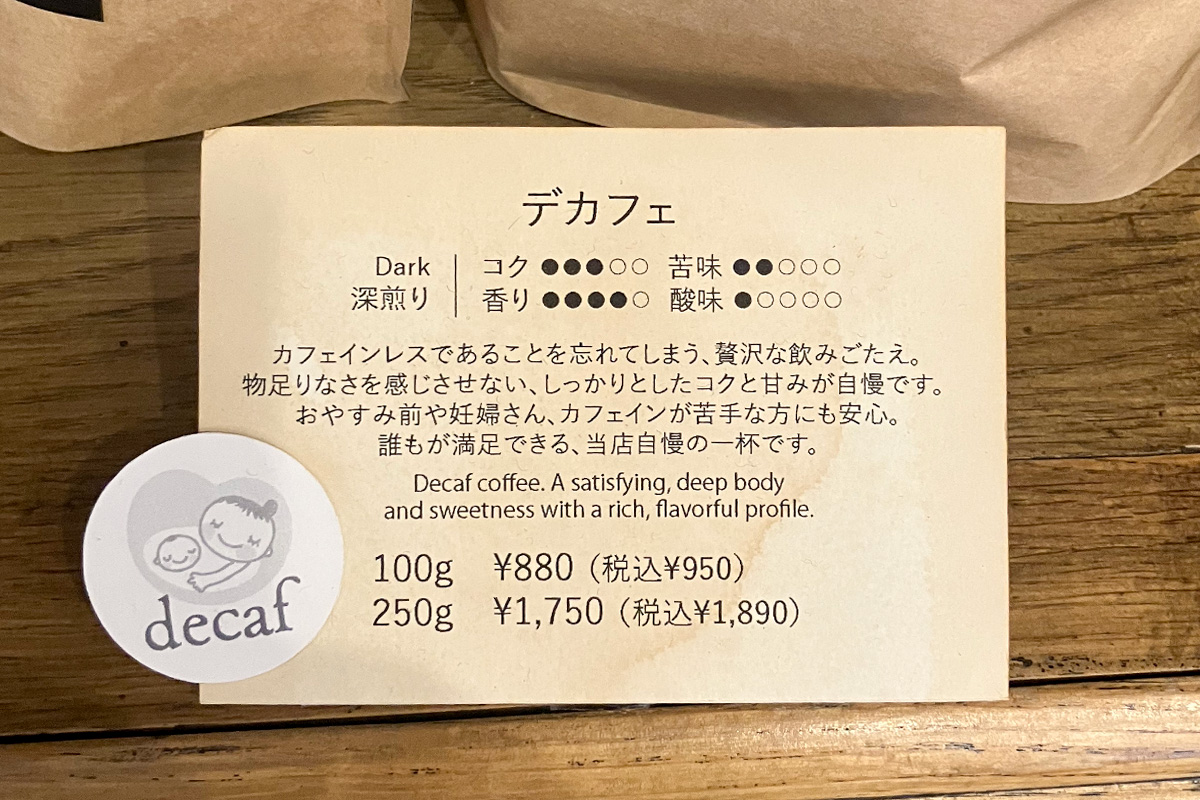 デカフェ
Dark
深煎り
コク ●●●○○ 苦味 ●●○○○
香り ●●●●○ 酸味 ●○○○○
カフェインレスであることを忘れてしまう、贅沢な飲みごたえ。
物足りなさを感じさせない、しっかりとしたコクと甘みが自慢です。
おやすみ前や妊婦さん、カフェインが苦手な方にも安心。
誰もが満足できる、当店自慢の一杯です。
Decaf coffee. A satisfying, deep body
and sweetness with a rich, flavorful profile.
100g ¥880 (税込¥950)
250g ¥1,750 (税込¥1,890)
decaf